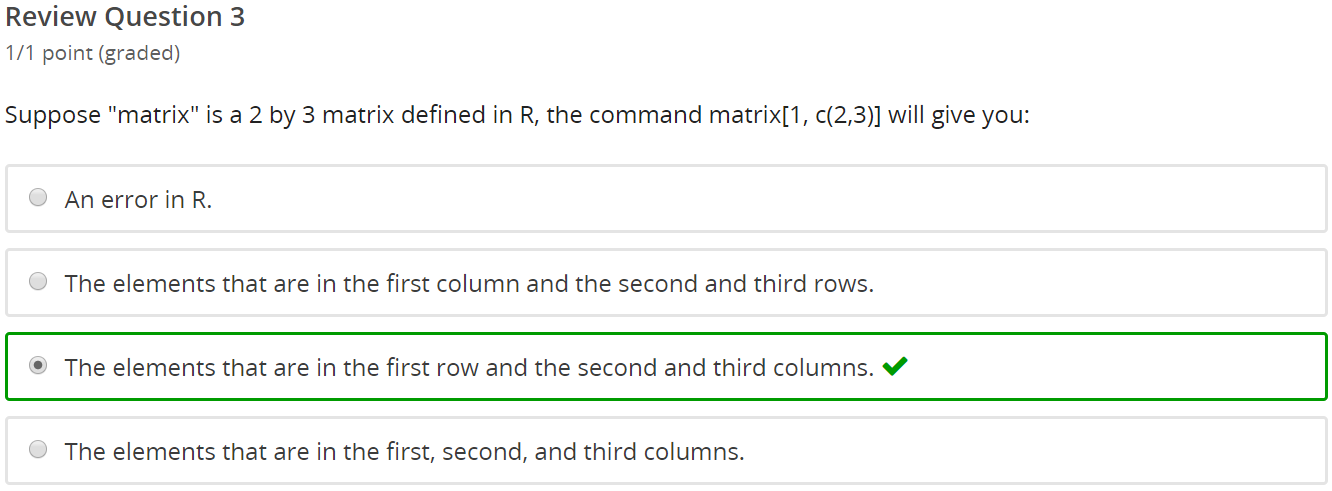 Review Question 3
1/1 point (graded)
Suppose "matrix" is a 2 by 3 matrix defined in R, the command matrix[1, c(2,3)] will give you:
An error in R.
The elements that are in the first column and the second and third rows.
The elements that are in the first row and the second and third columns.
The elements that are in the first, second, and third columns.